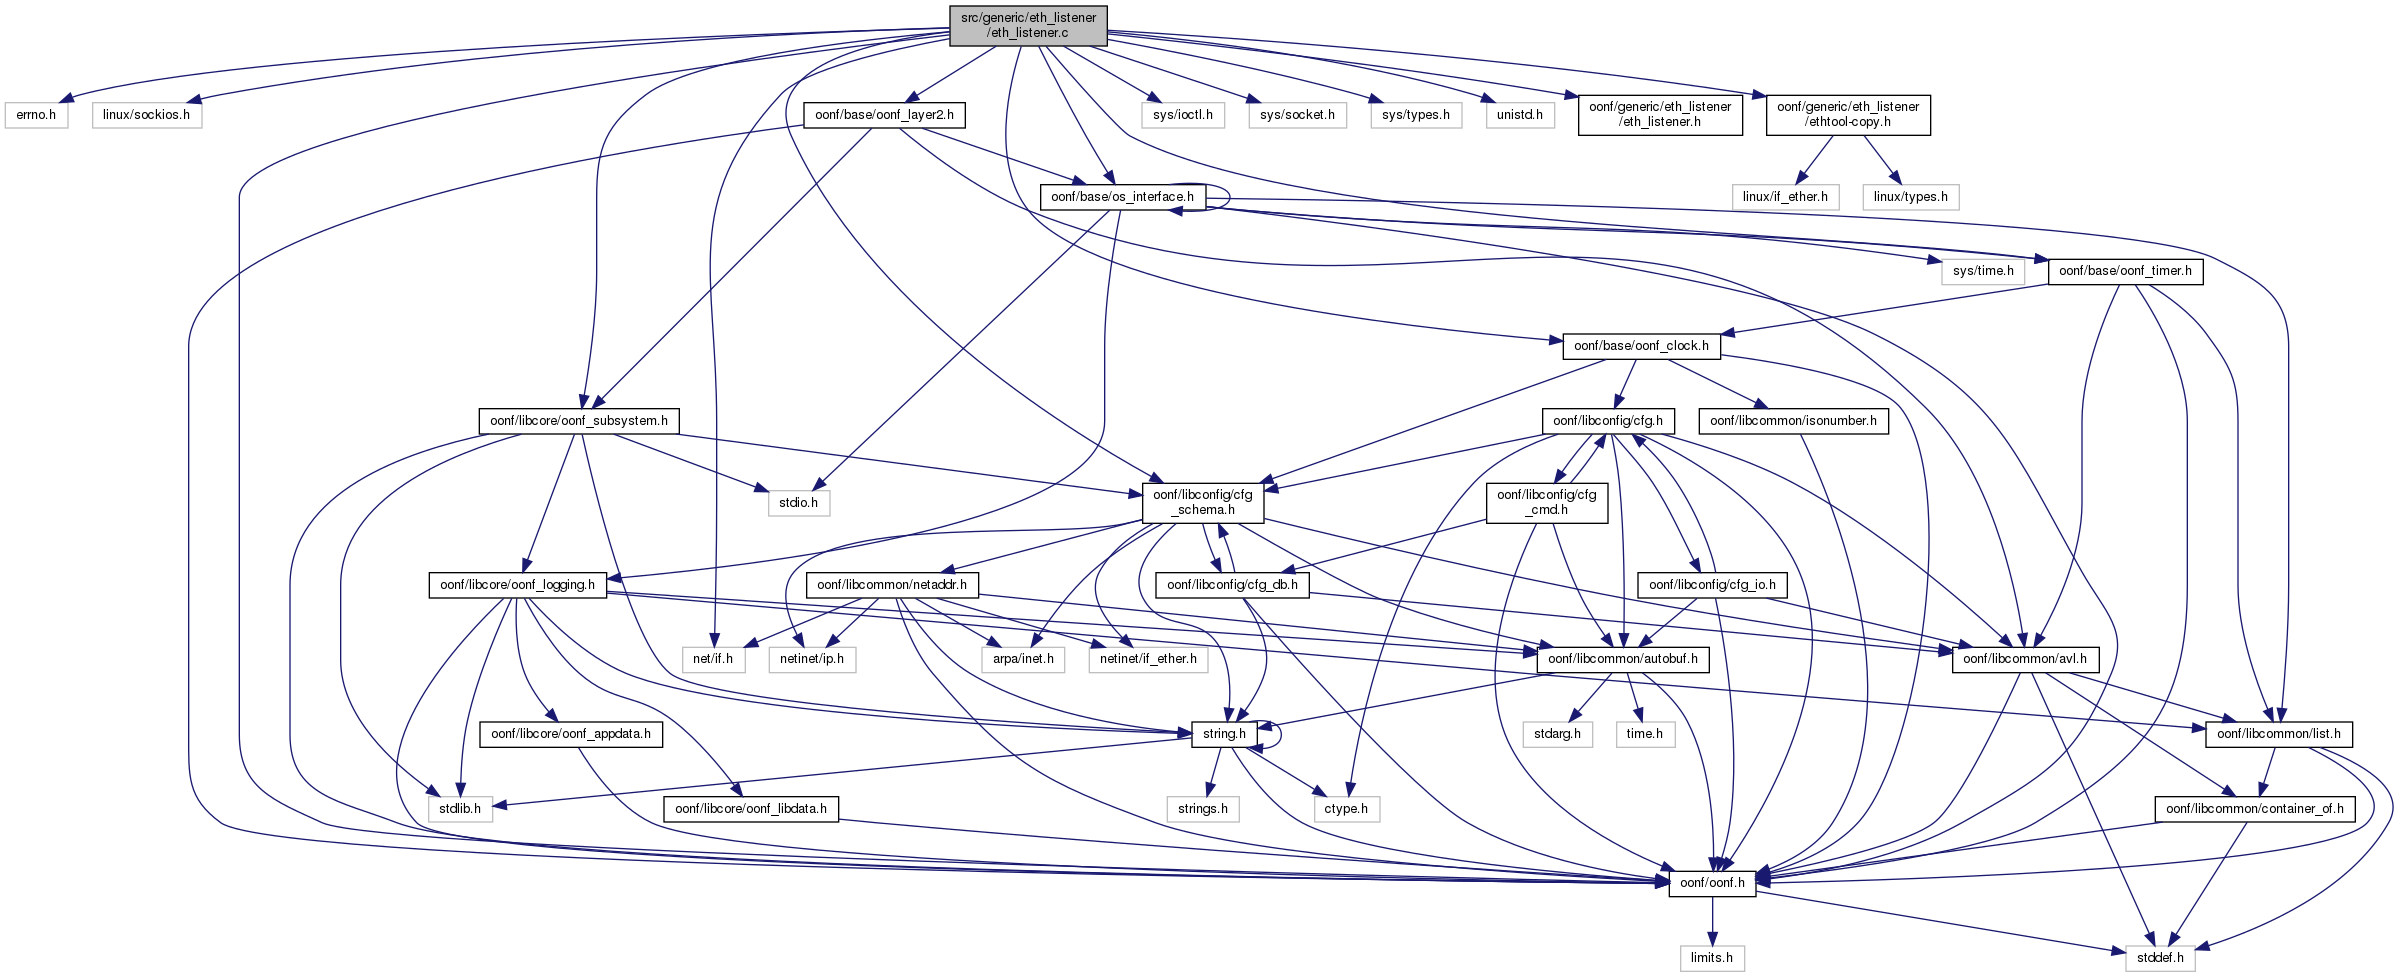 src/generic/eth_listener
/eth_listener.c
errno.h
linux/sockios.h
oonf/base/oonf_layer2.h
sys/ioctl.h
sys/socket.h
sys/types.h
unistd.h
oonf/generic/eth_listener
/eth_listener.h
oonf/generic/eth_listener
/ethtool-copy.h
oonf/base/os_interface.h
linux/if_ether.h
linux/types.h
sys/time.h
oonf/base/oonf_timer.h
oonf/base/oonf_clock.h
oonf/libcore/oonf_subsystem.h
oonf/libconfig/cfg.h
oonf/libcommon/isonumber.h
stdio.h
oonf/libconfig/cfg
_schema.h
oonf/libconfig/cfg
_cmd.h
oonf/libcore/oonf_logging.h
oonf/libcommon/netaddr.h
oonf/libconfig/cfg_db.h
oonf/libconfig/cfg_io.h
net/if.h
netinet/ip.h
arpa/inet.h
netinet/if_ether.h
oonf/libcommon/autobuf.h
oonf/libcommon/avl.h
oonf/libcore/oonf_appdata.h
string.h
stdarg.h
time.h
oonf/libcommon/list.h
stdlib.h
oonf/libcore/oonf_libdata.h
strings.h
ctype.h
oonf/libcommon/container_of.h
oonf/oonf.h
limits.h
stddef.h